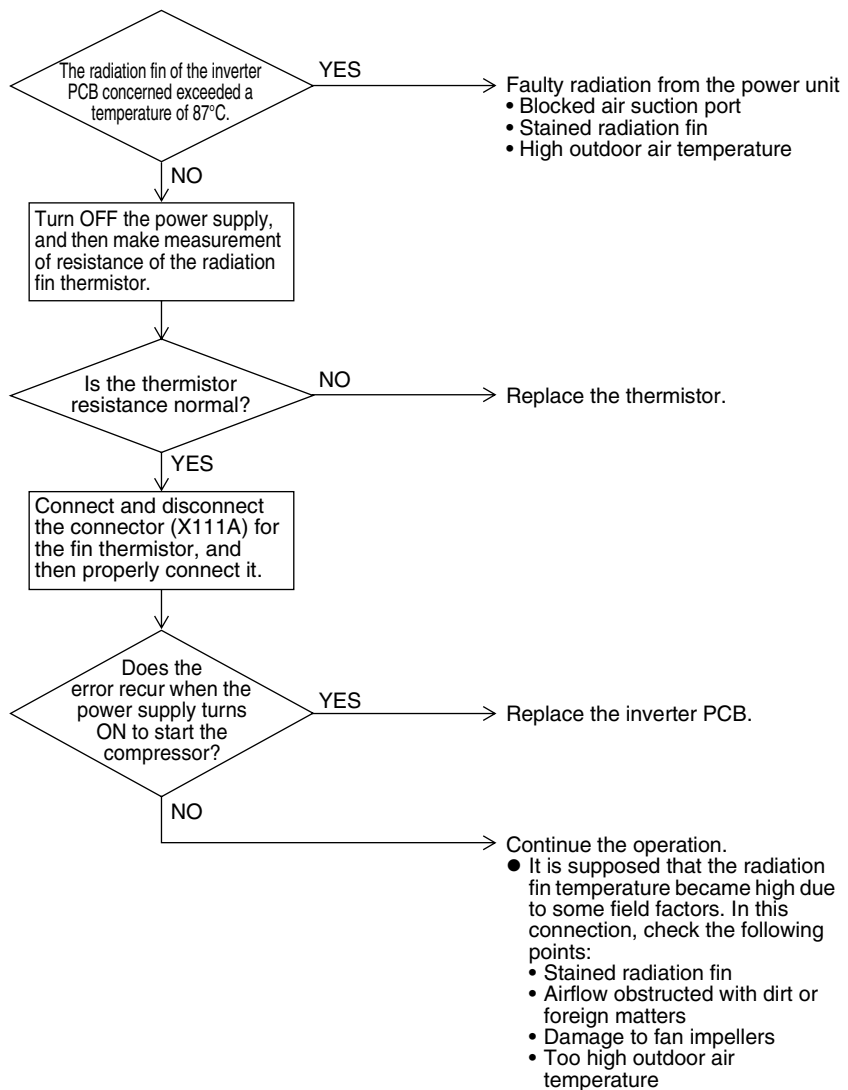 The radiation fin of the inverter
PCB concerned exceeded a
temperature of 87°C.
YES
Faulty radiation from the power unit
• Blocked air suction port
• Stained radiation fin
• High outdoor air temperature
NO
Turn OFF the power supply,
and then make measurement
of resistance of the radiation
fin thermistor.
Is the thermistor
resistance normal?
NO
Replace the thermistor.
YES
Connect and disconnect
the connector (X111A) for
the fin thermistor, and
then properly connect it.
Does the
error recur when the
power supply turns
ON to start the
compressor?
YES
Replace the inverter PCB.
NO
Continue the operation.
● It is supposed that the radiation
fin temperature became high due
to some field factors. In this
connection, check the following
points:
• Stained radiation fin
• Airflow obstructed with dirt or
foreign matters
• Damage to fan impellers
• Too high outdoor air
temperature